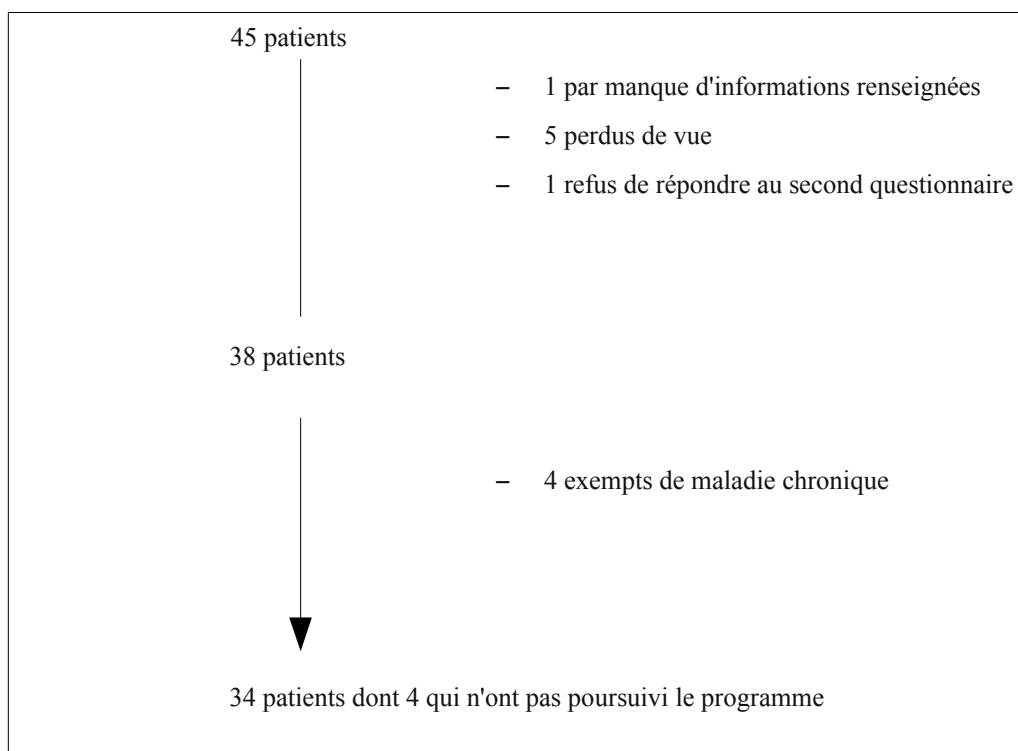 45 patients
– 1 par manque d'informations renseignées
– 5 perdus de vue
– 1 refus de répondre au second questionnaire
38 patients
– 4 exempts de maladie chronique
34 patients dont 4 qui n'ont pas poursuivi le programme